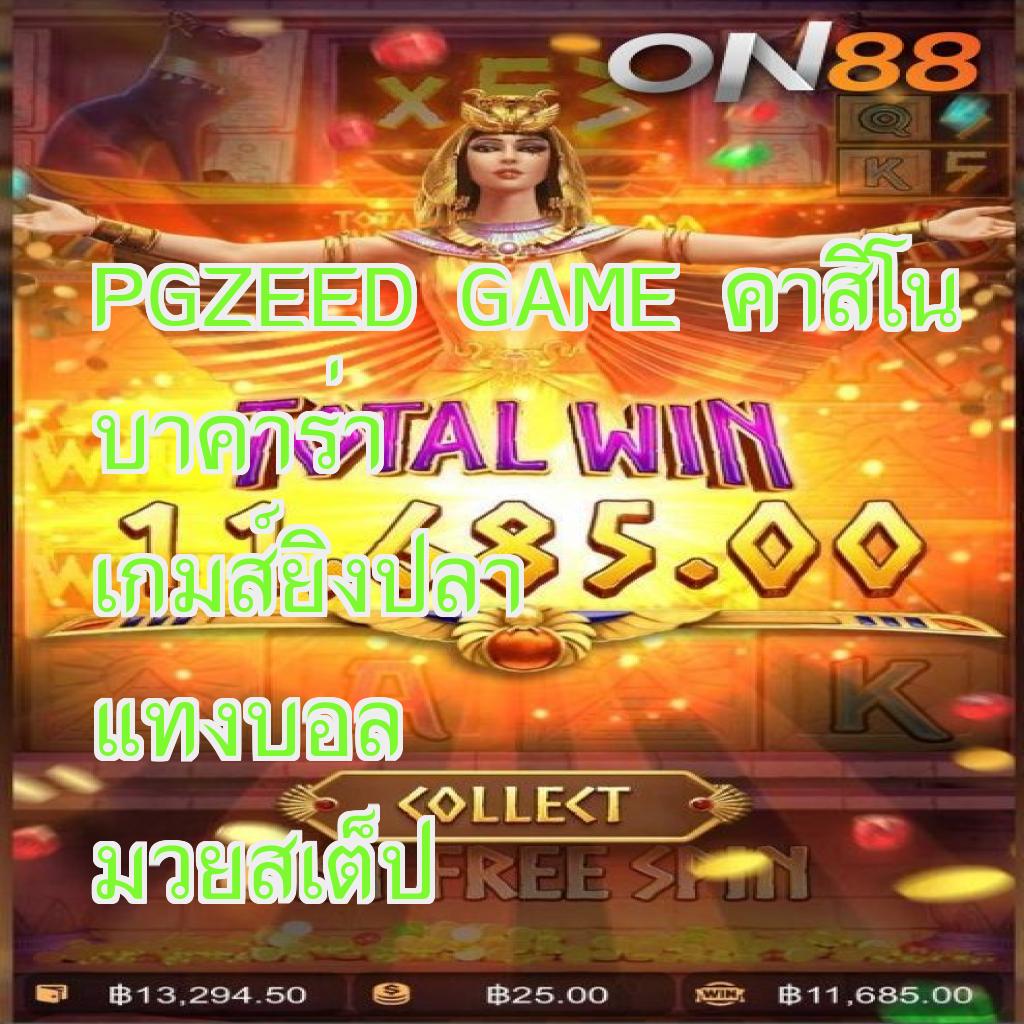 ON88
x53
Q
K 5
PGZEED GAME คาสิโน
บาคาร่า
TOTAL WIN
11,685.00
เกมส์ยิงปลา
A K
แทงบอล
COLLECT
มวยสเต็ป
FREE SPIN
฿13,294.50 ฿25.00 WIN ฿11,685.00